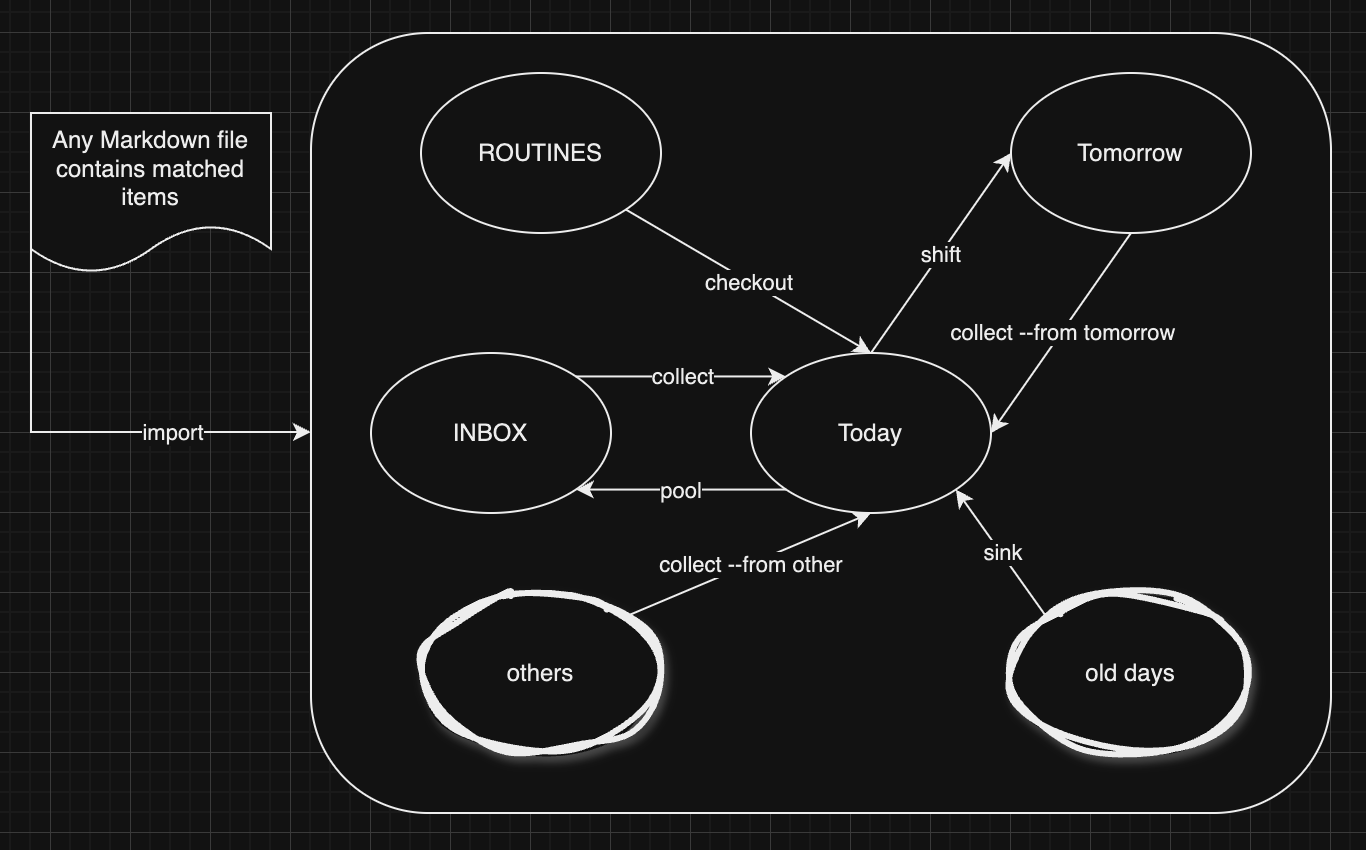 Any Markdown file
contains matched
items
ROUTINES
Tomorrow
shift
checkout
collect --from tomorrow
collect
import
INBOX
Today
pool
sink
collect --from other
others
old days